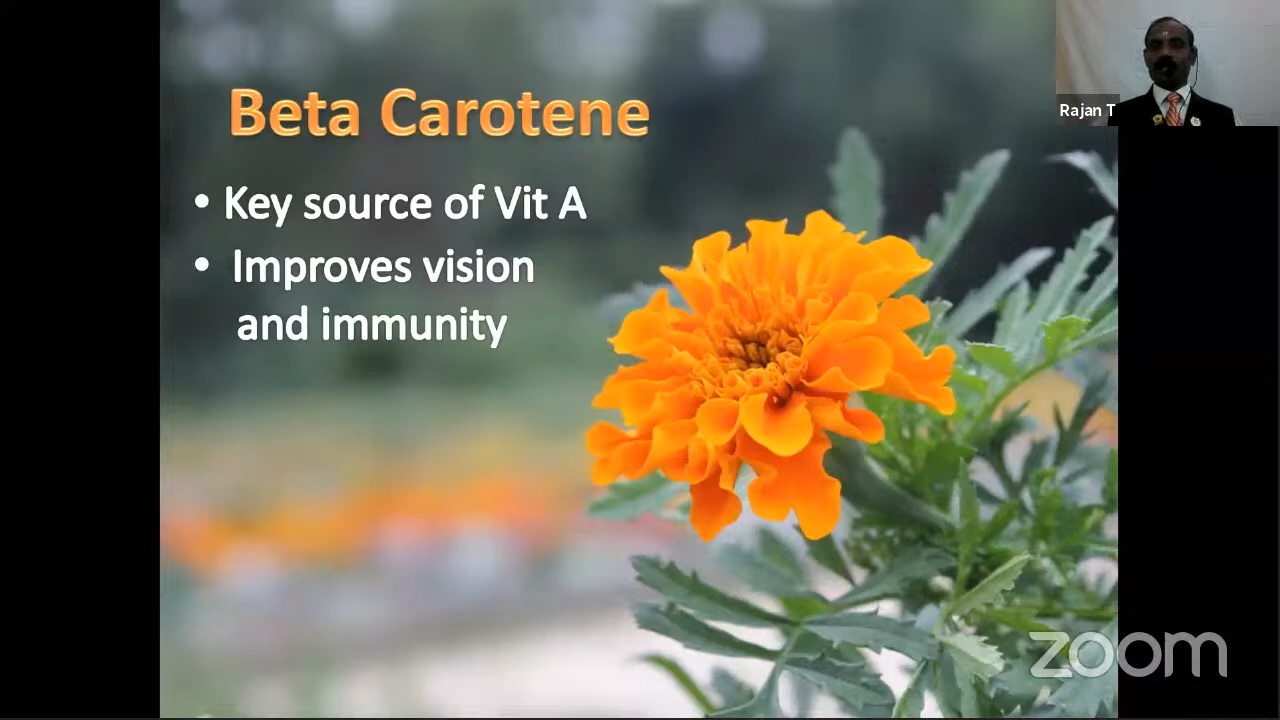 Beta Carotene
• Key source of Vit A
• Improves vision
and immunity
Rajan T
zoom